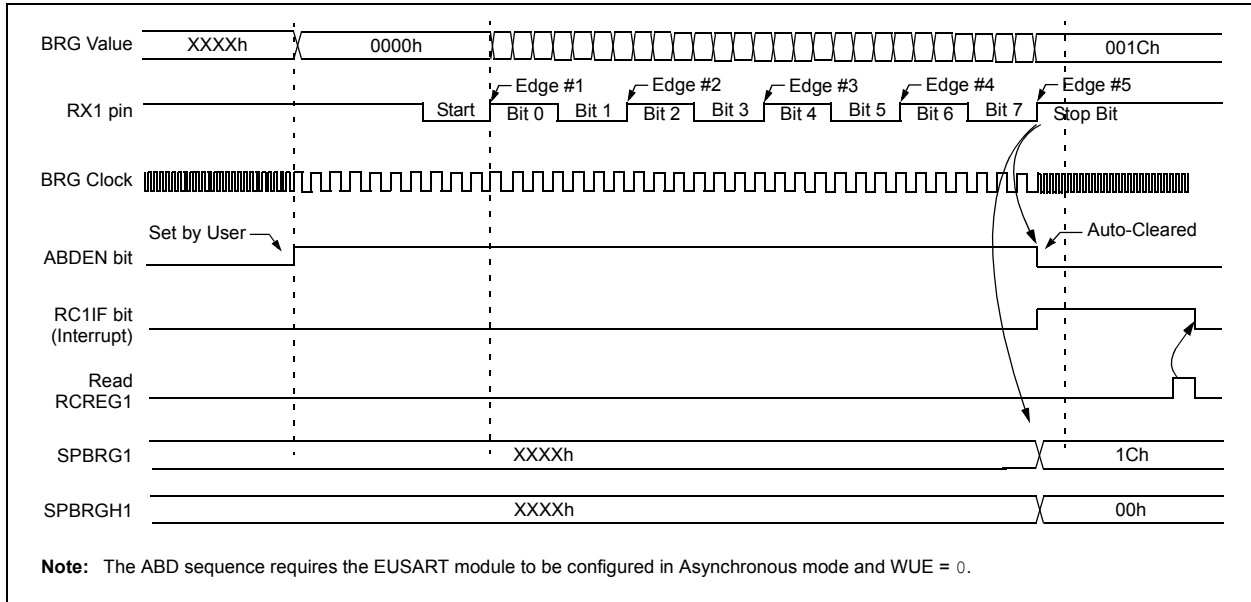 BRG Value XXXXh 0000h 001Ch
Edge #1 Edge #2 Edge #3 Edge #4 Edge #5
RX1 pin Start Bit 0 Bit 1 Bit 2 Bit 3 Bit 4 Bit 5 Bit 6 Bit 7 Stop Bit
BRG Clock
Set by User Auto-Cleared
ABDEN bit
RC1IF bit
(Interrupt)
Read
RCREG1
SPBRG1 XXXXh 1Ch
SPBRGH1 XXXXh 00h
Note: The ABD sequence requires the EUSART module to be configured in Asynchronous mode and WUE = 0.